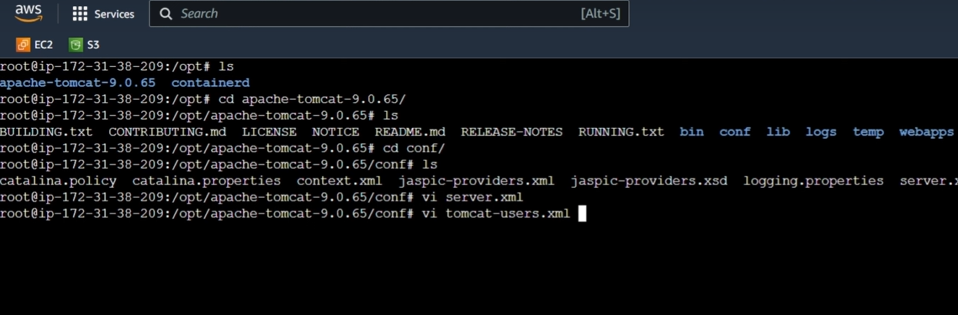 aws Services Search [Alt+S]
EC2 S3
root@ip-172-31-38-209:/opt# ls
apache-tomcat-9.0.65 containerd
root@ip-172-31-38-209:/opt# cd apache-tomcat-9.0.65/
root@ip-172-31-38-209:/opt/apache-tomcat-9.0.65# ls
BUILDING.txt CONTRIBUTING.md LICENSE NOTICE README.md RELEASE-NOTES RUNNING.txt bin conf lib logs temp webapps
root@ip-172-31-38-209:/opt/apache-tomcat-9.0.65# cd conf/
root@ip-172-31-38-209:/opt/apache-tomcat-9.0.65/conf# ls
catalina.policy catalina.properties context.xml jaspic-providers.xml jaspic-providers.xsd logging.properties server.x
root@ip-172-31-38-209:/opt/apache-tomcat-9.0.65/conf# vi server.xml
root@ip-172-31-38-209:/opt/apache-tomcat-9.0.65/conf# vi tomcat-users.xml